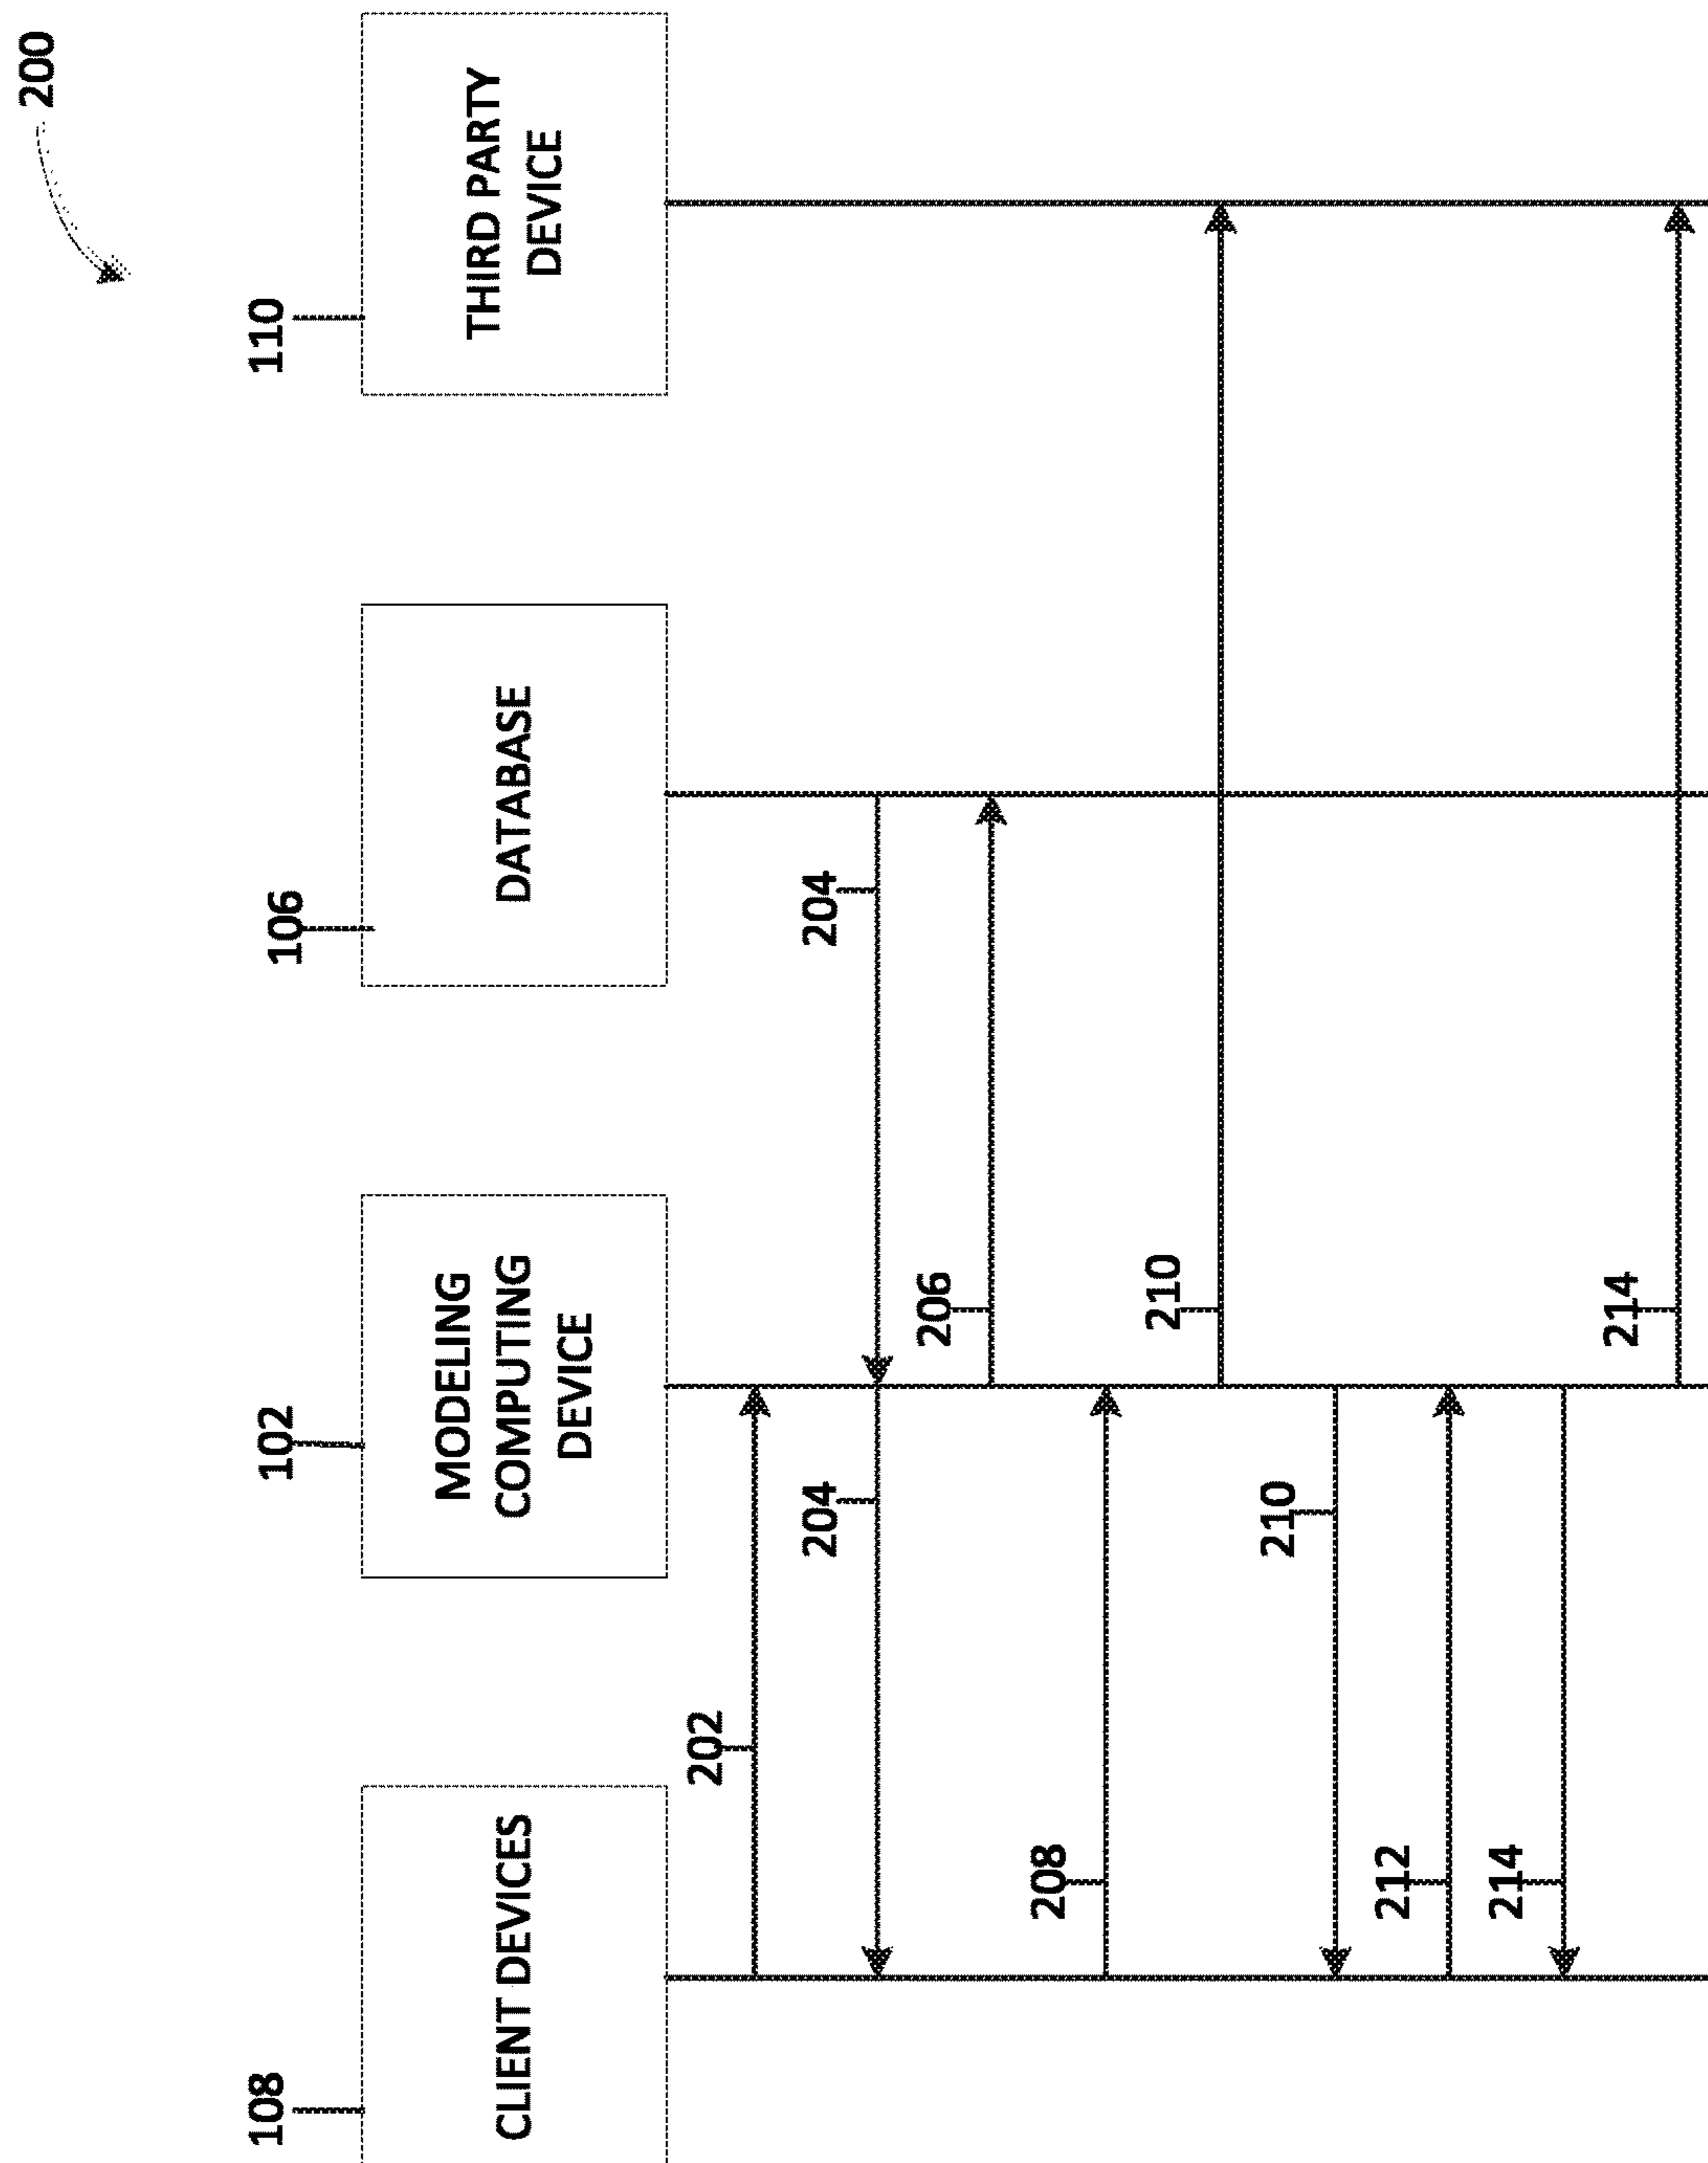 200
108
102
106
110
CLIENT DEVICES
MODELING
COMPUTING
DEVICE
DATABASE
THIRD PARTY
DEVICE
202
204
204
206
208
210
210
212
214
214